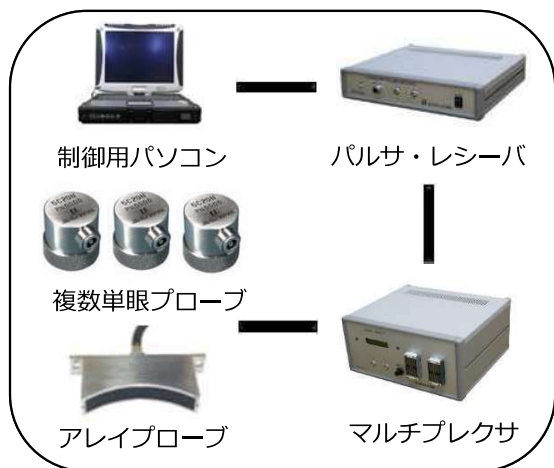 制御用パソコン
パルサ・レシーバ
5C20N
複数単眼プローブ
アレイプローブ
マルチプレクサ